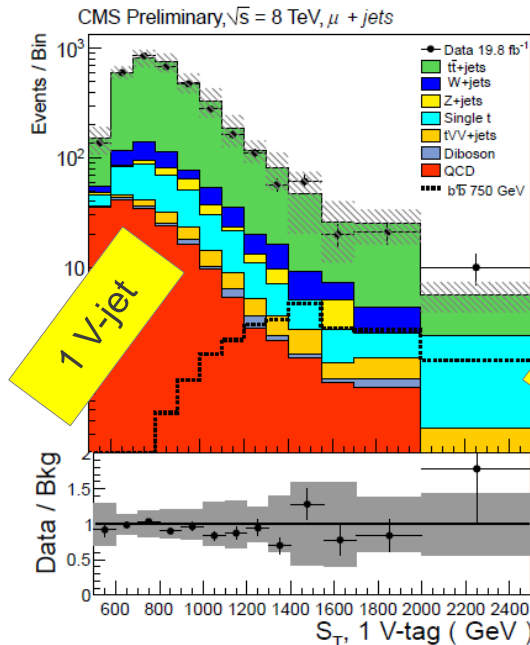 CMS Preliminary, √s = 8 TeV, μ + jets
Events / Bin
10³
10²
10
Data 19.8 fb⁻¹
tt̄+jets
W+jets
Z+jets
Single t
tVV+jets
Diboson
QCD
b'b̄' 750 GeV
1 V-jet
Data / Bkg
2
1.5
1
0.5
0
600 800 1000 1200 1400 1600 1800 2000 2200 2400
S_T, 1 V-tag ( GeV )